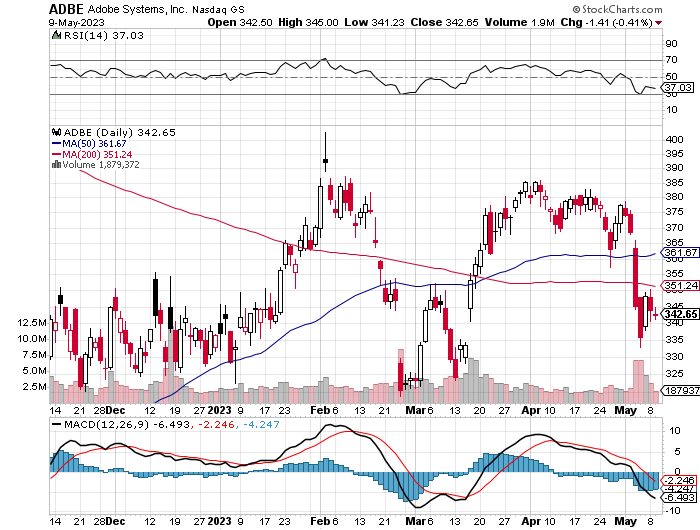 ADBE Adobe Systems, Inc. Nasdaq GS
© StockCharts.com
9-May-2023 Open 342.50 High 345.00 Low 341.23 Close 342.65 Volume 1.9M Chg -1.41 (-0.41%)
RSI(14) 37.03
90
70
50
37.03
30
10
ADBE (Daily) 342.65
MA(50) 361.67
MA(200) 351.24
Volume 1,879,372
400
395
390
385
380
375
370
365
361.67
360
355
351.24
345
342.65
340
335
330
325
187937
12.5M
10.0M
7.5M
5.0M
2.5M
14 21 28 Dec 12 19 27 2023 9 17 23 Feb 6 13 21 Mar 6 13 20 27 Apr 10 17 24 May 8
MACD(12,26,9) -6.493, -2.246, -4.247
10
5
0
-2.246
-4.247
-6.493
-10
14 21 28 Dec 12 19 27 2023 9 17 23 Feb 6 13 21 Mar 6 13 20 27 Apr 10 17 24 May 8